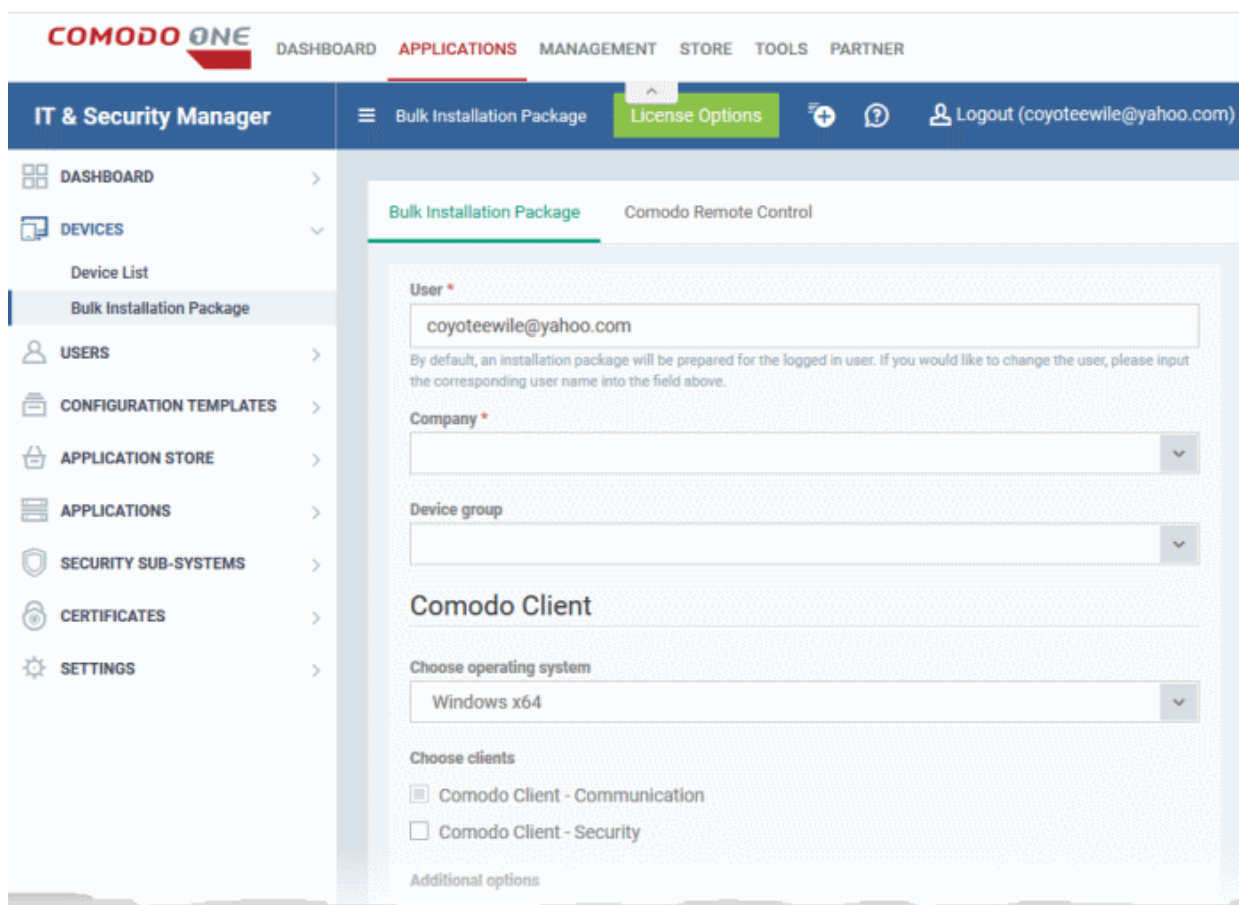 COMODO ONE
DASHBOARD APPLICATIONS MANAGEMENT STORE TOOLS PARTNER
IT & Security Manager
Bulk Installation Package License Options Logout (coyoteewile@yahoo.com)
DASHBOARD
DEVICES
Device List
Bulk Installation Package
USERS
CONFIGURATION TEMPLATES
APPLICATION STORE
APPLICATIONS
SECURITY SUB-SYSTEMS
CERTIFICATES
SETTINGS
Bulk Installation Package Comodo Remote Control
User *
coyoteewile@yahoo.com
By default, an installation package will be prepared for the logged in user. If you would like to change the user, please input
the corresponding user name into the field above.
Company *
Device group
Comodo Client
Choose operating system
Windows x64
Choose clients
Comodo Client - Communication
Comodo Client - Security
Additional options